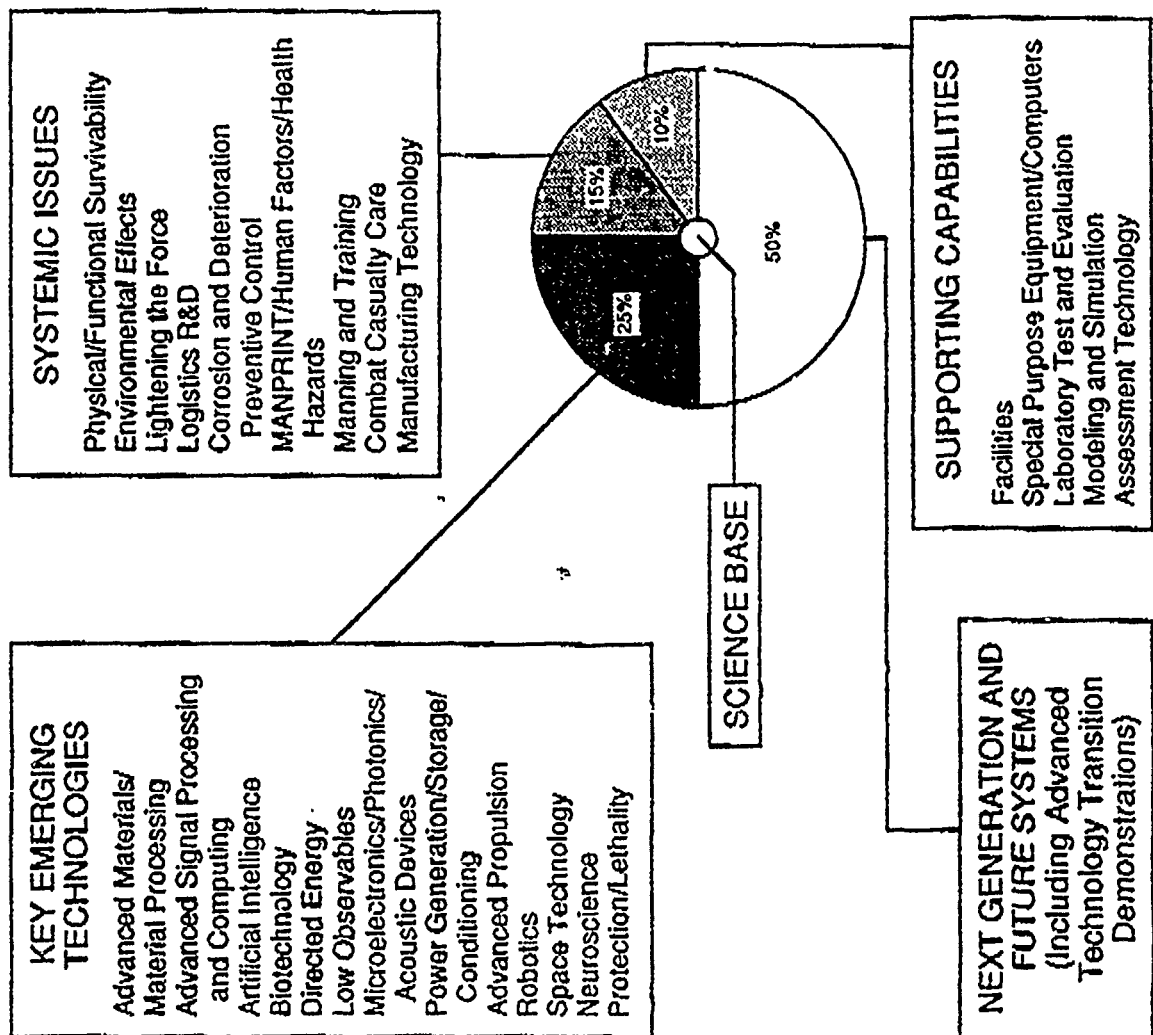 KEY EMERGING
TECHNOLOGIES
Advanced Materials/
Material Processing
Advanced Signal Processing
and Computing
Artificial Intelligence
Biotechnology
Directed Energy
Low Observables
Microelectronics/Photonics/
Acoustic Devices
Power Generation/Storage/
Conditioning
Advanced Propulsion
Robotics
Space Technology
Neuroscience
Protection/Lethality
SYSTEMIC ISSUES
Physical/Functional Survivability
Environmental Effects
Lightening the Force
Logistics R&D
Corrosion and Deterioration
Preventive Control
MANPRINT/Human Factors/Health
Hazards
Manning and Training
Combat Casualty Care
Manufacturing Technology
25%
15%
10%
50%
SCIENCE BASE
NEXT GENERATION AND
FUTURE SYSTEMS
(Including Advanced
Technology Transition
Demonstrations)
SUPPORTING CAPABILITIES
Facilities
Special Purpose Equipment/Computers
Laboratory Test and Evaluation
Modeling and Simulation
Assessment Technology